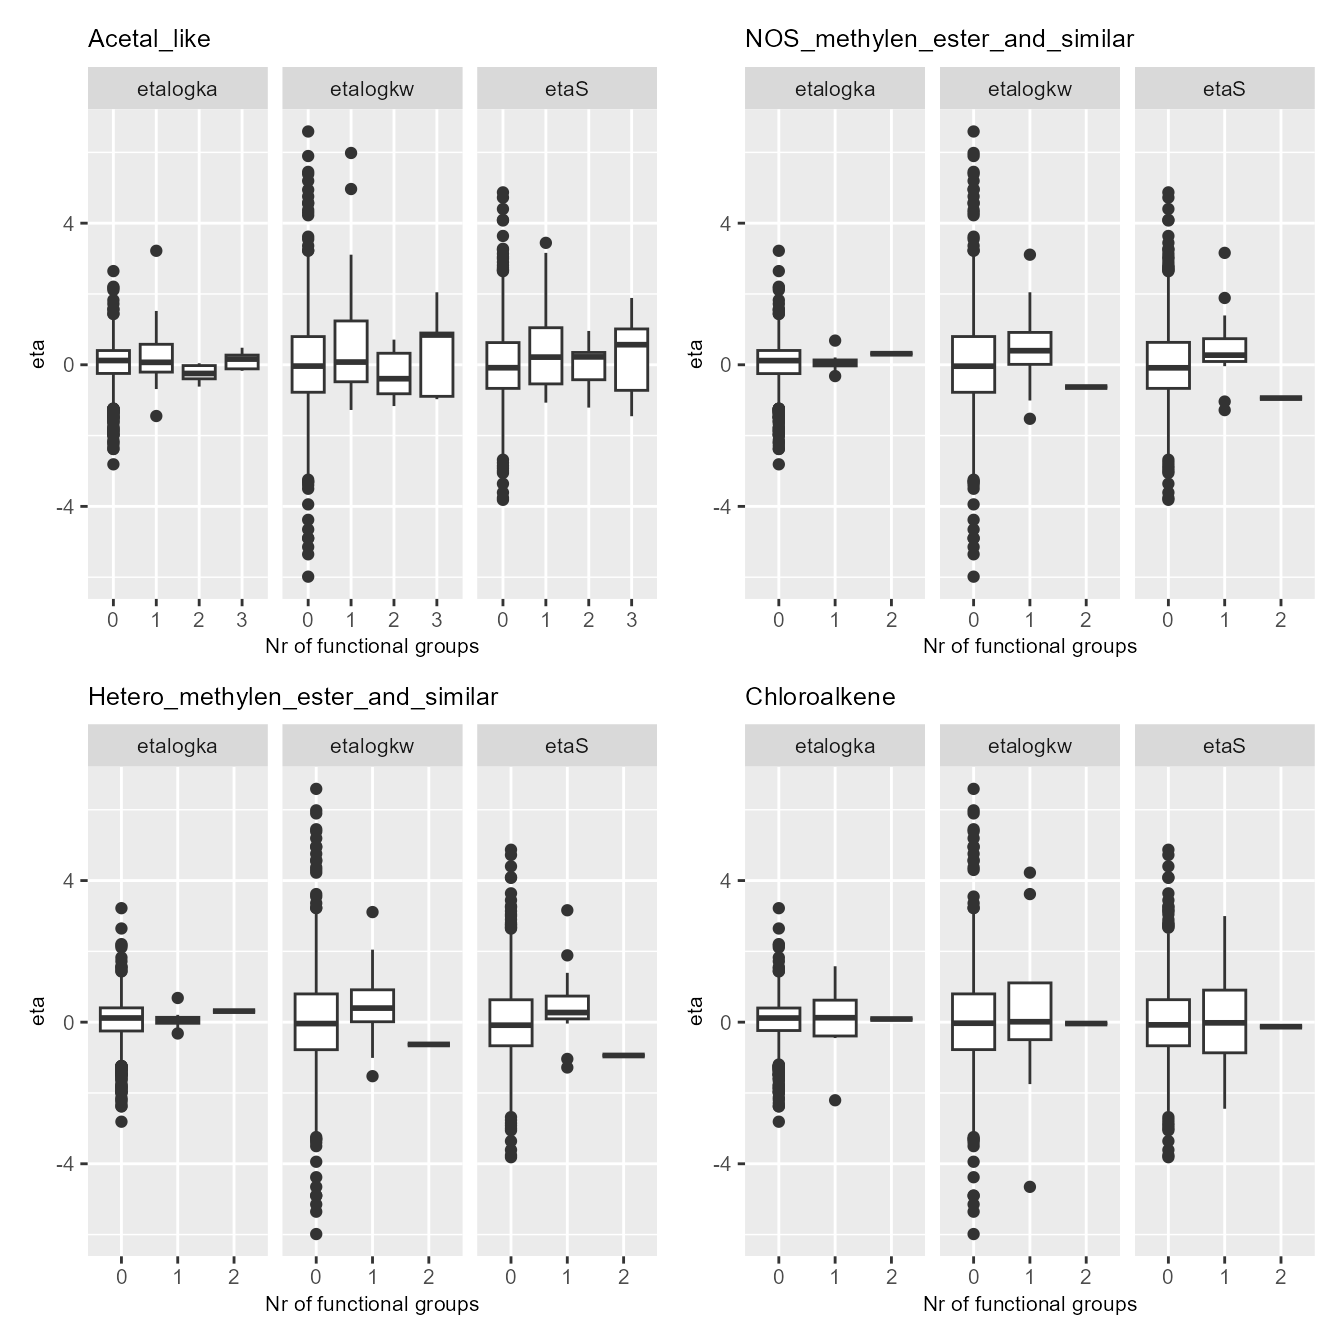 Acetal_like
etalogka etalogkw etaS
4
0
-4
eta
0 1 2 3 0 1 2 3 0 1 2 3
Nr of functional groups
NOS_methylen_ester_and_similar
etalogka etalogkw etaS
4
0
-4
eta
0 1 2 0 1 2 0 1 2
Nr of functional groups
Hetero_methylen_ester_and_similar
etalogka etalogkw etaS
4
0
-4
eta
0 1 2 0 1 2 0 1 2
Nr of functional groups
Chloroalkene
etalogka etalogkw etaS
4
0
-4
eta
0 1 2 0 1 2 0 1 2
Nr of functional groups